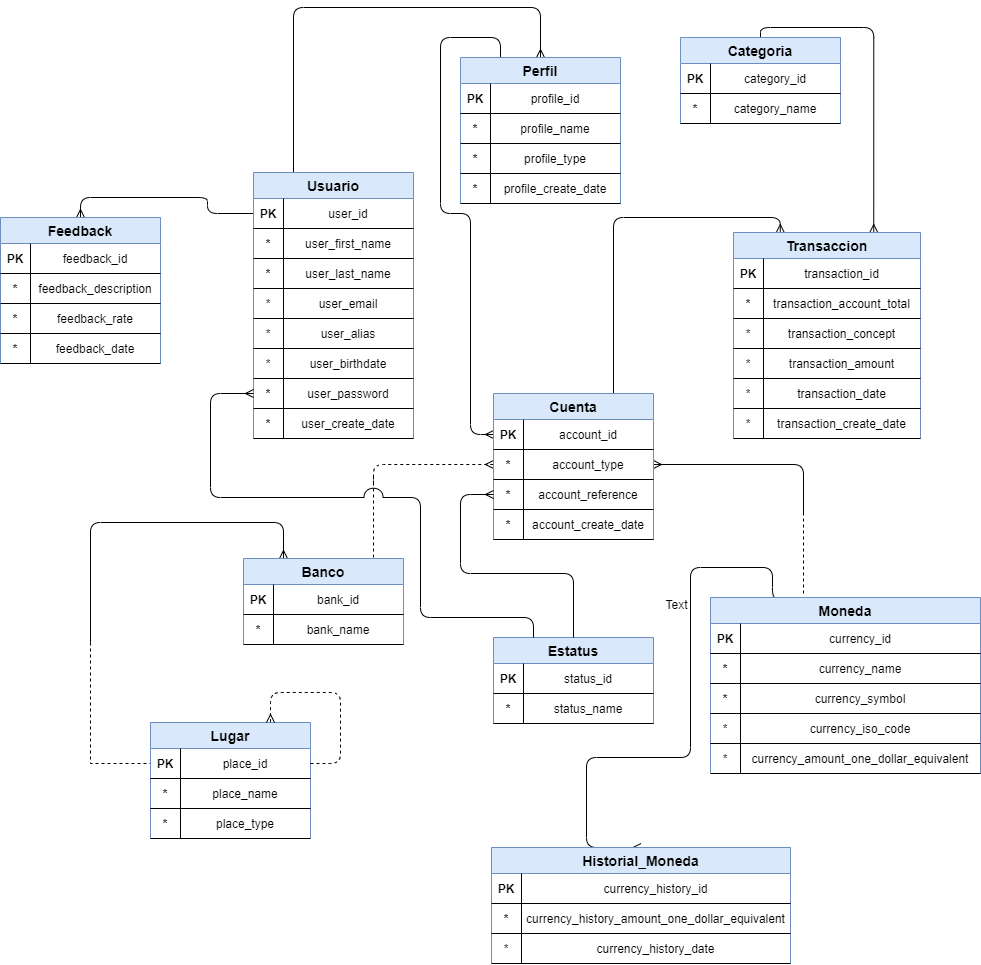 Perfil
PK profile_id
* profile_name
* profile_type
* profile_create_date
Categoria
PK category_id
* category_name
Usuario
PK user_id
* user_first_name
* user_last_name
* user_email
* user_alias
* user_birthdate
* user_password
* user_create_date
Feedback
PK feedback_id
* feedback_description
* feedback_rate
* feedback_date
Transaccion
PK transaction_id
* transaction_account_total
* transaction_concept
* transaction_amount
* transaction_date
* transaction_create_date
Cuenta
PK account_id
* account_type
* account_reference
* account_create_date
Banco
PK bank_id
* bank_name
Text
Moneda
PK currency_id
* currency_name
* currency_symbol
* currency_iso_code
* currency_amount_one_dollar_equivalent
Estatus
PK status_id
* status_name
Lugar
PK place_id
* place_name
* place_type
Historial_Moneda
PK currency_history_id
* currency_history_amount_one_dollar_equivalent
* currency_history_date